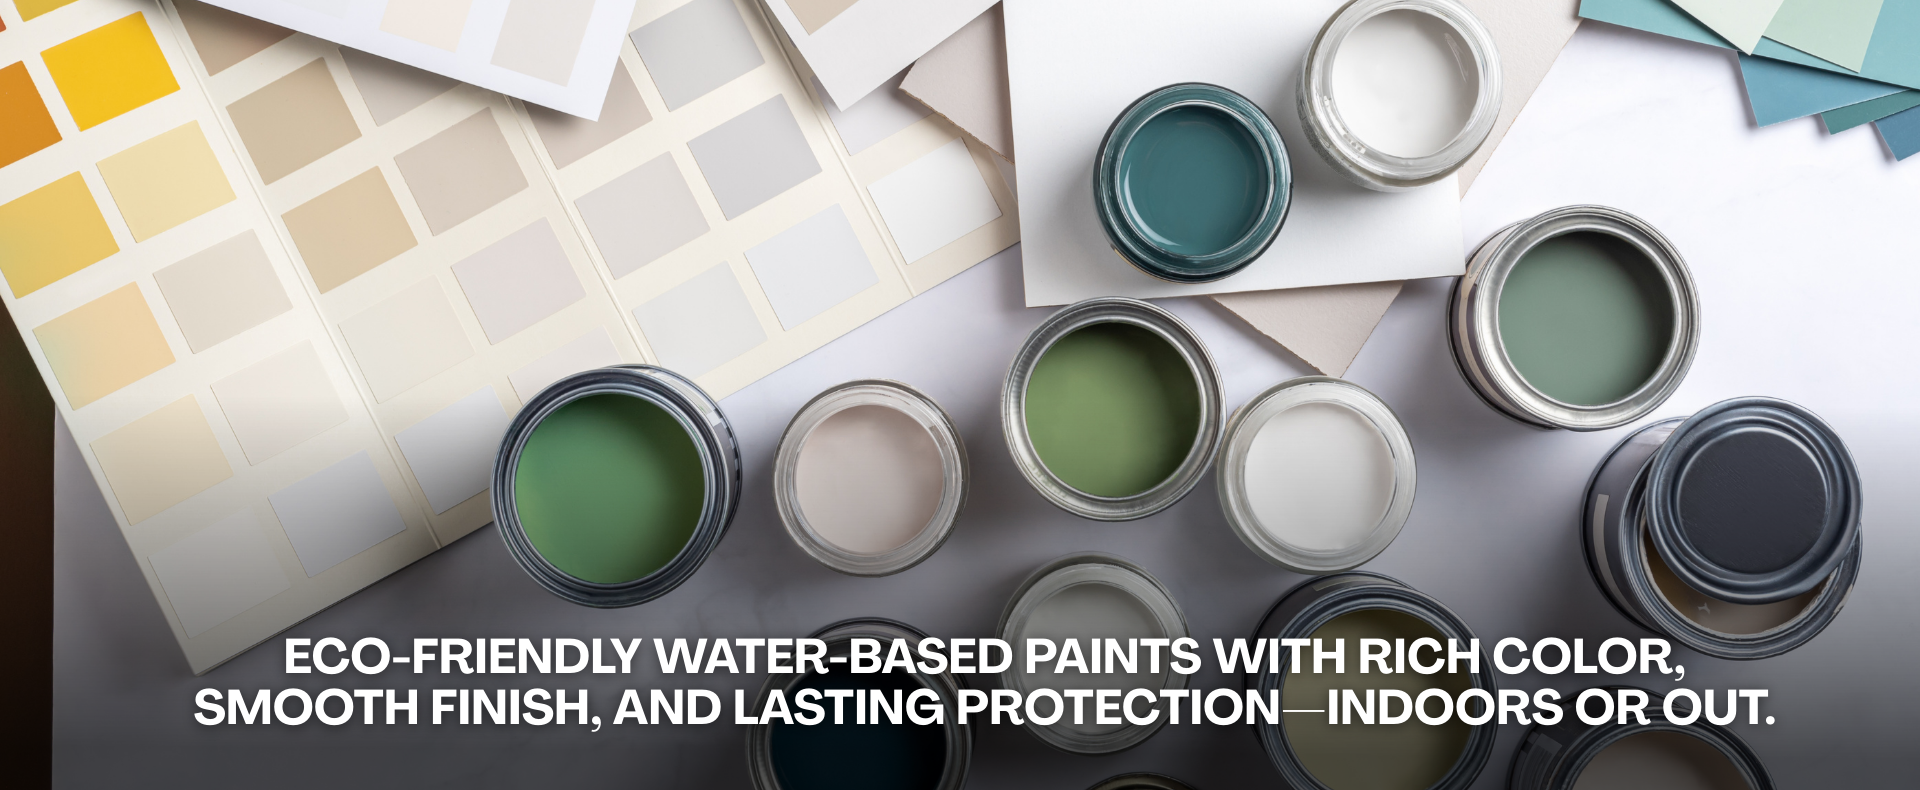 ECO-FRIENDLY WATER-BASED PAINTS WITH RICH COLOR,
SMOOTH FINISH, AND LASTING PROTECTION—INDOORS OR OUT.